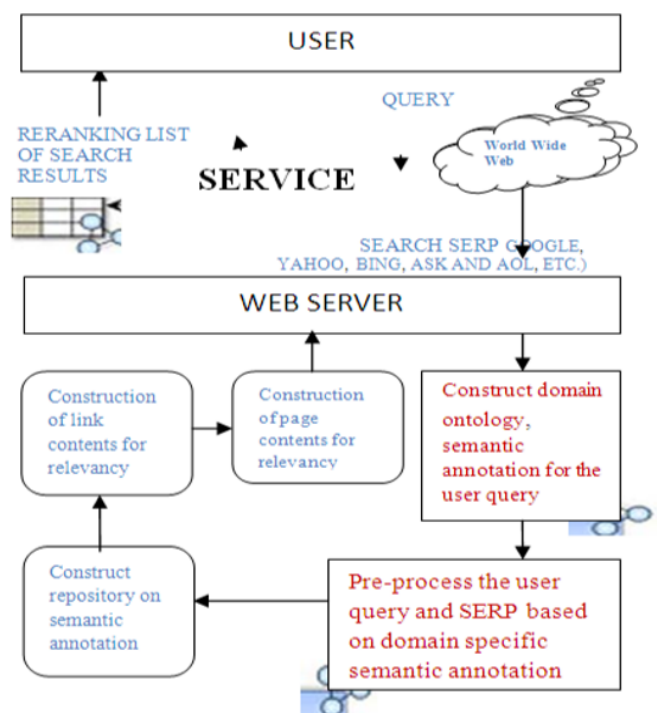 USER
QUERY
RERANKING LIST
OF SEARCH
RESULTS
World Wide
Web
SERVICE
SEARCH SERP GOOGLE,
YAHOO, BING, ASK AND AOL, ETC.)
WEB SERVER
Construction
of link
contents for
relevancy
Construction
of page
contents for
relevancy
Construct domain
ontology,
semantic
annotation for the
user query
Construct
repository on
semantic
annotation
Pre-process the user
query and SERP based
on domain specific
semantic annotation